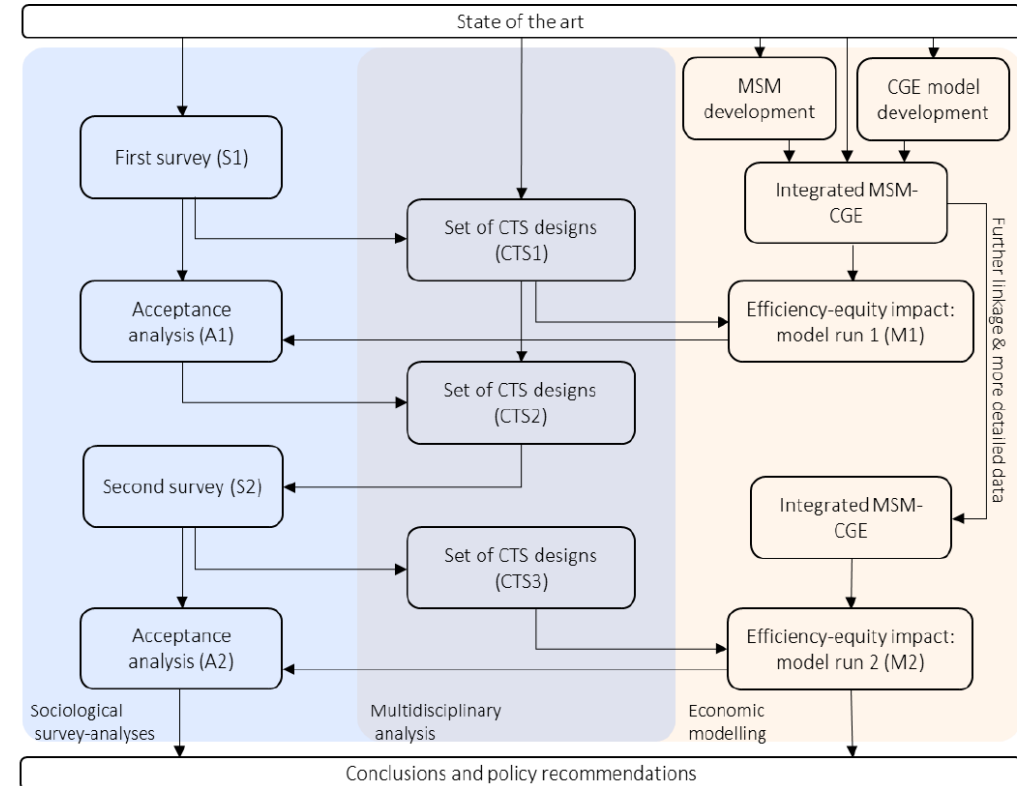 State of the art
MSM
development
CGE model
development
First survey (S1)
Integrated MSM-
CGE
Set of CTS designs
(CTS1)
Further linkage & more detailed data
Acceptance
analysis (A1)
Efficiency-equity impact:
model run 1 (M1)
Set of CTS designs
(CTS2)
Second survey (S2)
Integrated MSM-
CGE
Set of CTS designs
(CTS3)
Acceptance
analysis (A2)
Efficiency-equity impact:
model run 2 (M2)
Sociological
survey-analyses
Multidisciplinary
analysis
Economic
modelling
Conclusions and policy recommendations